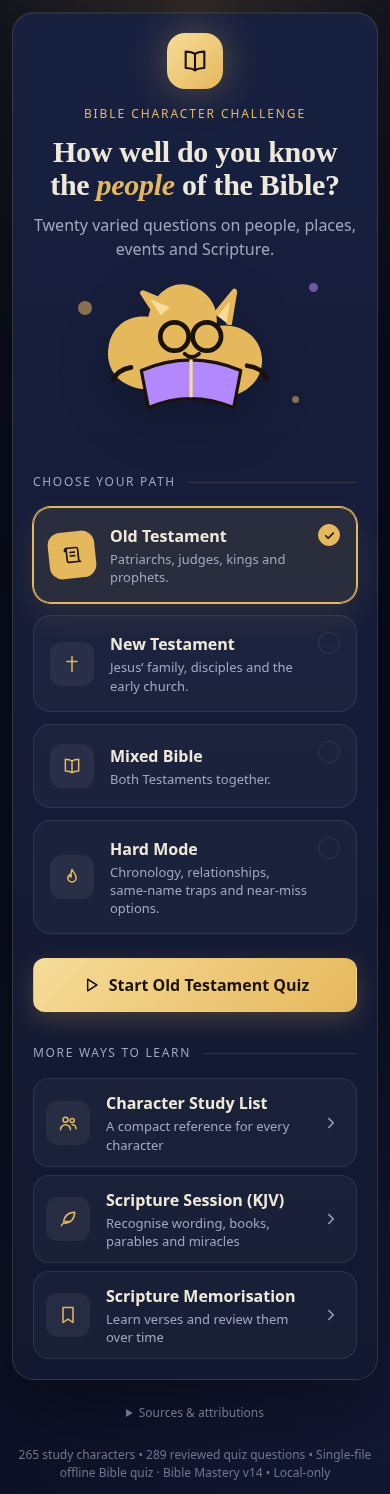 BIBLE CHARACTER CHALLENGE
How well do you know
the people of the Bible?
Twenty varied questions on people, places,
events and Scripture.
CHOOSE YOUR PATH
Old Testament
Patriarchs, judges, kings and
prophets.
New Testament
Jesus’ family, disciples and the
early church.
Mixed Bible
Both Testaments together.
Hard Mode
Chronology, relationships,
same-name traps and near-miss
options.
Start Old Testament Quiz
MORE WAYS TO LEARN
Character Study List
A compact reference for every
character
Scripture Session (KJV)
Recognise wording, books,
parables and miracles
Scripture Memorisation
Learn verses and review them
over time
Sources & attributions
265 study characters • 289 reviewed quiz questions • Single-file
offline Bible quiz · Bible Mastery v14 • Local-only